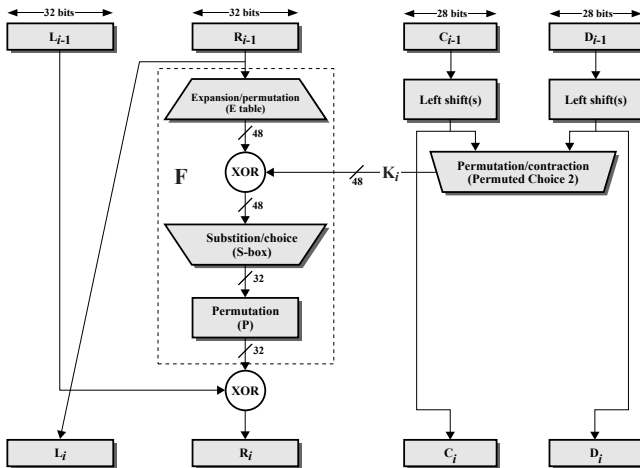 32 bits
32 bits
28 bits
28 bits
Li-1
Ri-1
Ci-1
Di-1
Expansion/permutation
(E table)
Left shift(s)
Left shift(s)
48
F
XOR
48
Ki
Permutation/contraction
(Permuted Choice 2)
48
Substition/choice
(S-box)
32
Permutation
(P)
32
XOR
Li
Ri
Ci
Di